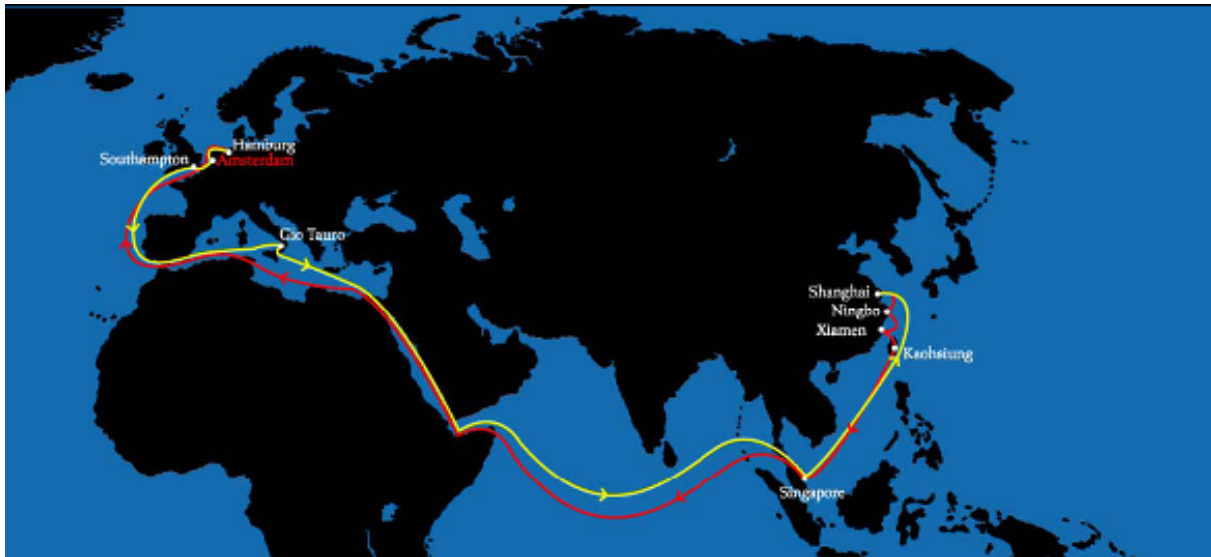 Hamburg
Southampton
Amsterdam
Gio Tauro
Shanghai
Ningbo
Xiamen
Kaohsiung
Singapore